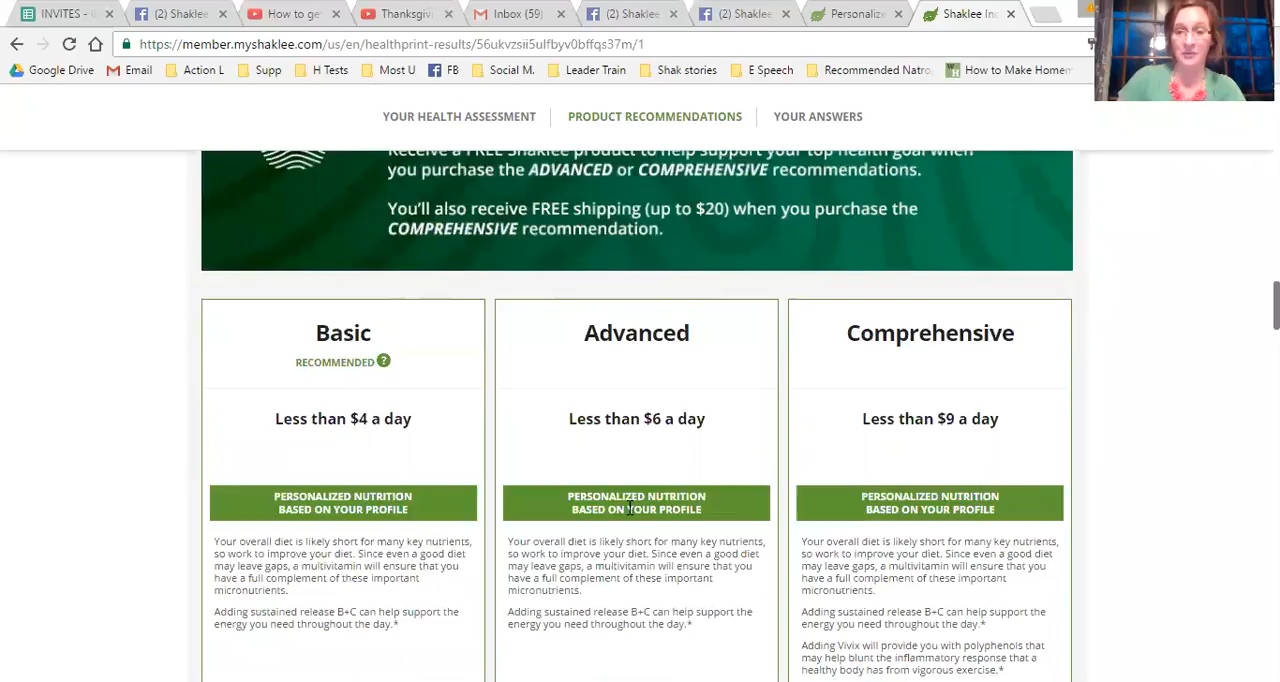 INVITES - G
(2) Shaklee
How to ge
Thanksgiv
Inbox (59)
(2) Shaklee
(2) Shaklee
Personalize
Shaklee In
https://member.myshaklee.com/us/en/healthprint-results/56ukvzsii5ulfbyv0bffqs37m/1
Google Drive
Email
Action L
Supp
H Tests
Most U
FB
Social M.
Leader Train
Shak stories
E Speech
Recommended Natro
How to Make Homem
YOUR HEALTH ASSESSMENT
PRODUCT RECOMMENDATIONS
YOUR ANSWERS
Receive a FREE Shaklee product to help support your top health goal when
you purchase the ADVANCED or COMPREHENSIVE recommendations.
You'll also receive FREE shipping (up to $20) when you purchase the
COMPREHENSIVE recommendation.
Basic
RECOMMENDED ?
Less than $4 a day
PERSONALIZED NUTRITION
BASED ON YOUR PROFILE
Your overall diet is likely short for many key nutrients,
so work to improve your diet. Since even a good diet
may leave gaps, a multivitamin will ensure that you
have a full complement of these important
micronutrients.
Adding sustained release B+C can help support the
energy you need throughout the day.*
Advanced
Less than $6 a day
PERSONALIZED NUTRITION
BASED ON YOUR PROFILE
Your overall diet is likely short for many key nutrients,
so work to improve your diet. Since even a good diet
may leave gaps, a multivitamin will ensure that you
have a full complement of these important
micronutrients.
Adding sustained release B+C can help support the
energy you need throughout the day.*
Comprehensive
Less than $9 a day
PERSONALIZED NUTRITION
BASED ON YOUR PROFILE
Your overall diet is likely short for many key nutrients,
so work to improve your diet. Since even a good diet
may leave gaps, a multivitamin will ensure that you
have a full complement of these important
micronutrients.
Adding sustained release B+C can help support the
energy you need throughout the day.*
Adding Vivix will provide you with polyphenols that
may help blunt the inflammatory response that a
healthy body has from vigorous exercise.*